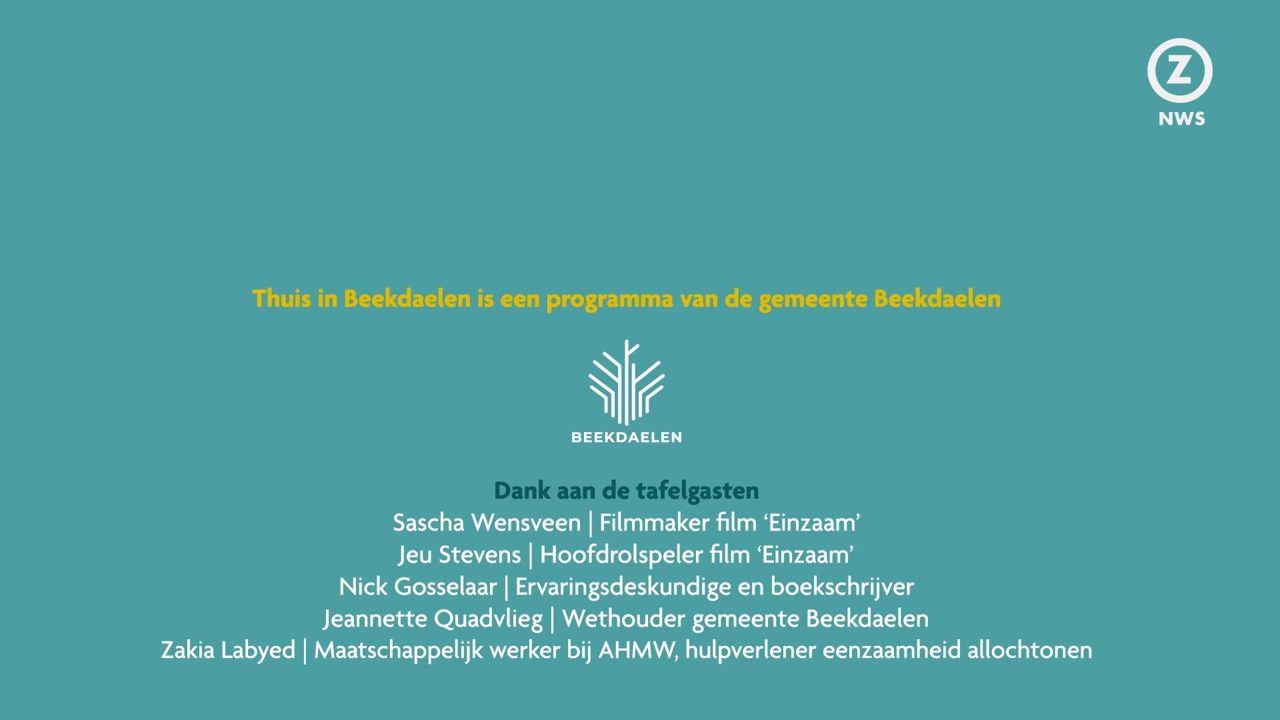 Z
NWS
Thuis in Beekdaelen is een programma van de gemeente Beekdaelen
BEEKDAELEN
Dank aan de tafelgasten
Sascha Wensveen | Filmmaker film ‘Einzaam’
Jeu Stevens | Hoofdrolspeler film ‘Einzaam’
Nick Gosselaar | Ervaringsdeskundige en boekschrijver
Jeannette Quadvlieg | Wethouder gemeente Beekdaelen
Zakia Labyed | Maatschappelijk werker bij AHMW, hulpverlener eenzaamheid allochtonen